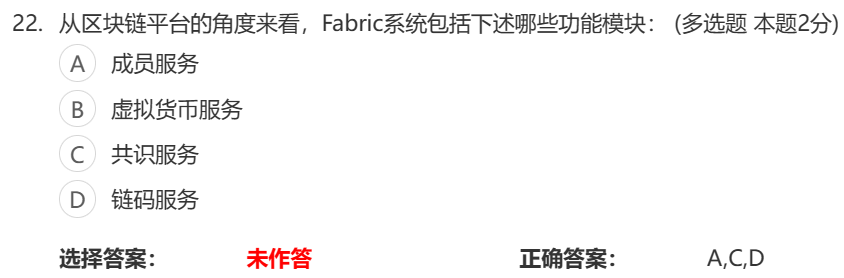 22. 从区块链平台的角度来看，Fabric系统包括下述哪些功能模块： (多选题 本题2分)
A 成员服务
B 虚拟货币服务
C 共识服务
D 链码服务
选择答案： 未作答 正确答案： A,C,D